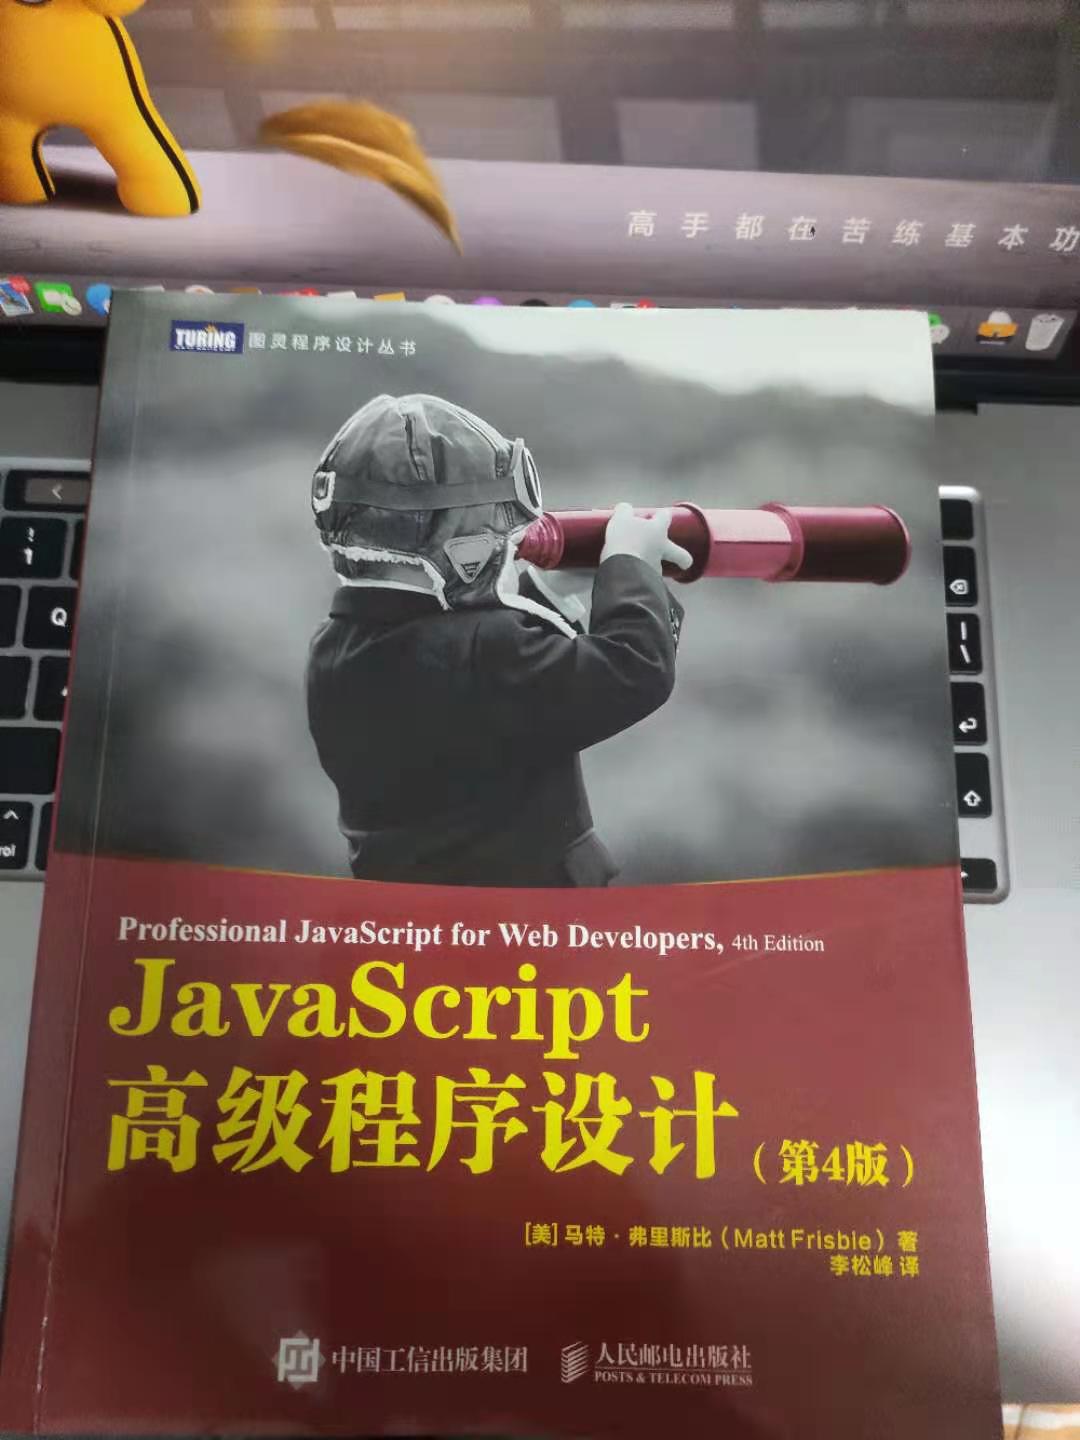 高手都在苦练基本功
TURING 图灵程序设计丛书
Q
Professional JavaScript for Web Developers, 4th Edition
JavaScript
高级程序设计
（第4版）
[美] 马特·弗里斯比（Matt Frisbie）著
李松峰 译
中国工信出版集团
人民邮电出版社
POSTS & TELECOM PRESS